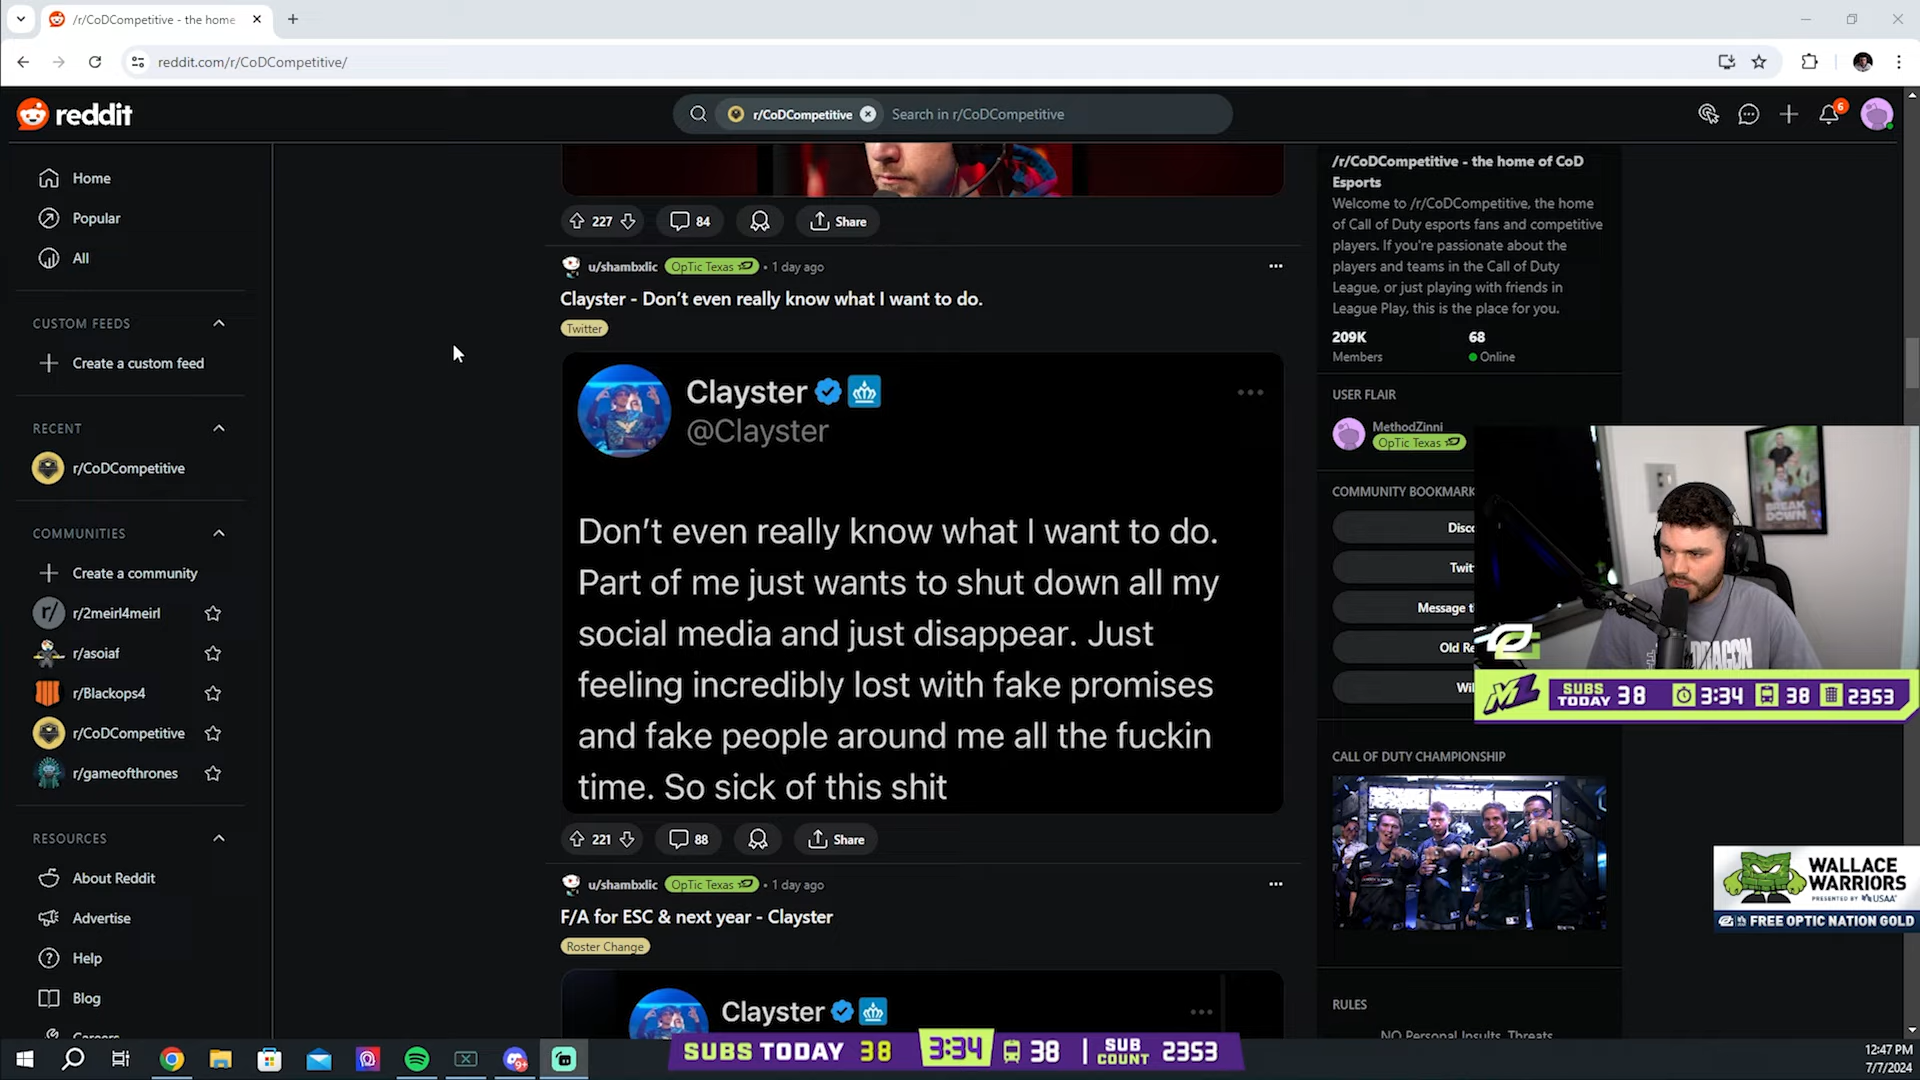 /r/CoDCompetitive - the home
reddit.com/r/CoDCompetitive/
reddit
r/CoDCompetitive
Search in r/CoDCompetitive
6
Home
Popular
All
CUSTOM FEEDS
Create a custom feed
RECENT
r/CoDCompetitive
COMMUNITIES
Create a community
r/
r/2meirl4meirl
r/asoiaf
r/Blackops4
r/CoDCompetitive
r/gameofthrones
RESOURCES
About Reddit
Advertise
Help
Blog
Careers
227
84
Share
u/shambxlic OpTic Texas • 1 day ago
Clayster - Don't even really know what I want to do.
Twitter
Clayster
@Clayster
Don't even really know what I want to do.
Part of me just wants to shut down all my
social media and just disappear. Just
feeling incredibly lost with fake promises
and fake people around me all the fuckin
time. So sick of this shit
221
88
Share
u/shambxlic OpTic Texas • 1 day ago
F/A for ESC & next year - Clayster
Roster Change
Clayster
/r/CoDCompetitive - the home of CoD
Esports
Welcome to /r/CoDCompetitive, the home
of Call of Duty esports fans and competitive
players. If you're passionate about the
players and teams in the Call of Duty
League, or just playing with friends in
League Play, this is the place for you.
209K
68
Members
Online
USER FLAIR
MethodZinni
OpTic Texas
COMMUNITY BOOKMARK
Disco
Twit
Message t
Old Re
Wi
BREAK
DOWN
DRAGON
MZ
SUBS
TODAY 38
3:34
38
2353
CALL OF DUTY CHAMPIONSHIP
WALLACE
WARRIORS
PRESENTED BY USAA
FREE OPTIC NATION GOLD
RULES
NO Personal Insults, Threats
SUBS TODAY 38
3:34
38
SUB
COUNT
2353
9+
12:47 PM
7/7/2024